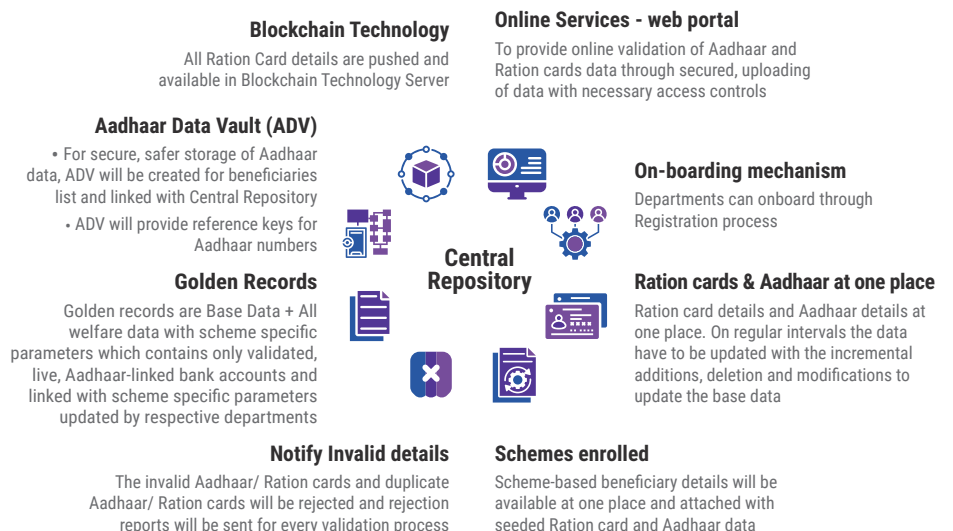 Blockchain Technology
All Ration Card details are pushed and
available in Blockchain Technology Server
Online Services - web portal
To provide online validation of Aadhaar and
Ration cards data through secured, uploading
of data with necessary access controls
Aadhaar Data Vault (ADV)
• For secure, safer storage of Aadhaar
data, ADV will be created for beneficiaries
list and linked with Central Repository
• ADV will provide reference keys for
Aadhaar numbers
On-boarding mechanism
Departments can onboard through
Registration process
Central
Repository
Golden Records
Golden records are Base Data + All
welfare data with scheme specific
parameters which contains only validated,
live, Aadhaar-linked bank accounts and
linked with scheme specific parameters
updated by respective departments
Ration cards & Aadhaar at one place
Ration card details and Aadhaar details at
one place. On regular intervals the data
have to be updated with the incremental
additions, deletion and modifications to
update the base data
Notify Invalid details
The invalid Aadhaar/ Ration cards and duplicate
Aadhaar/ Ration cards will be rejected and rejection
reports will be sent for every validation process
Schemes enrolled
Scheme-based beneficiary details will be
available at one place and attached with
seeded Ration card and Aadhaar data